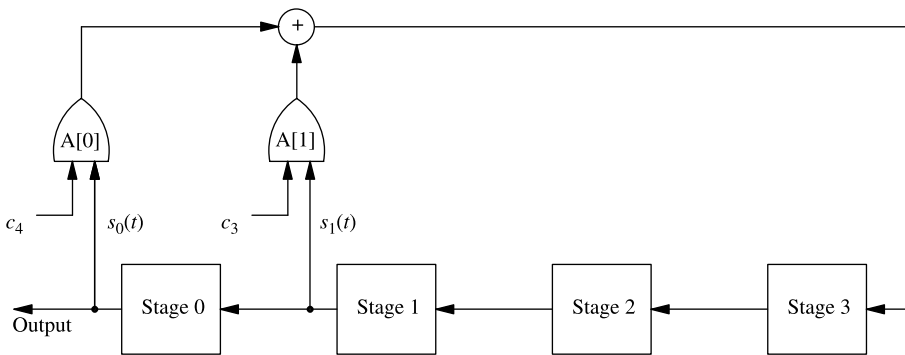 +
A[0]
A[1]
c4
s0(t)
c3
s1(t)
Stage 0
Stage 1
Stage 2
Stage 3
Output